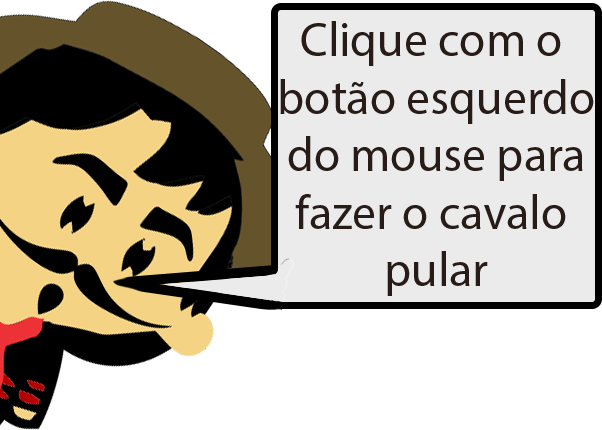 Clique com o
botão esquerdo
do mouse para
fazer o cavalo
pular